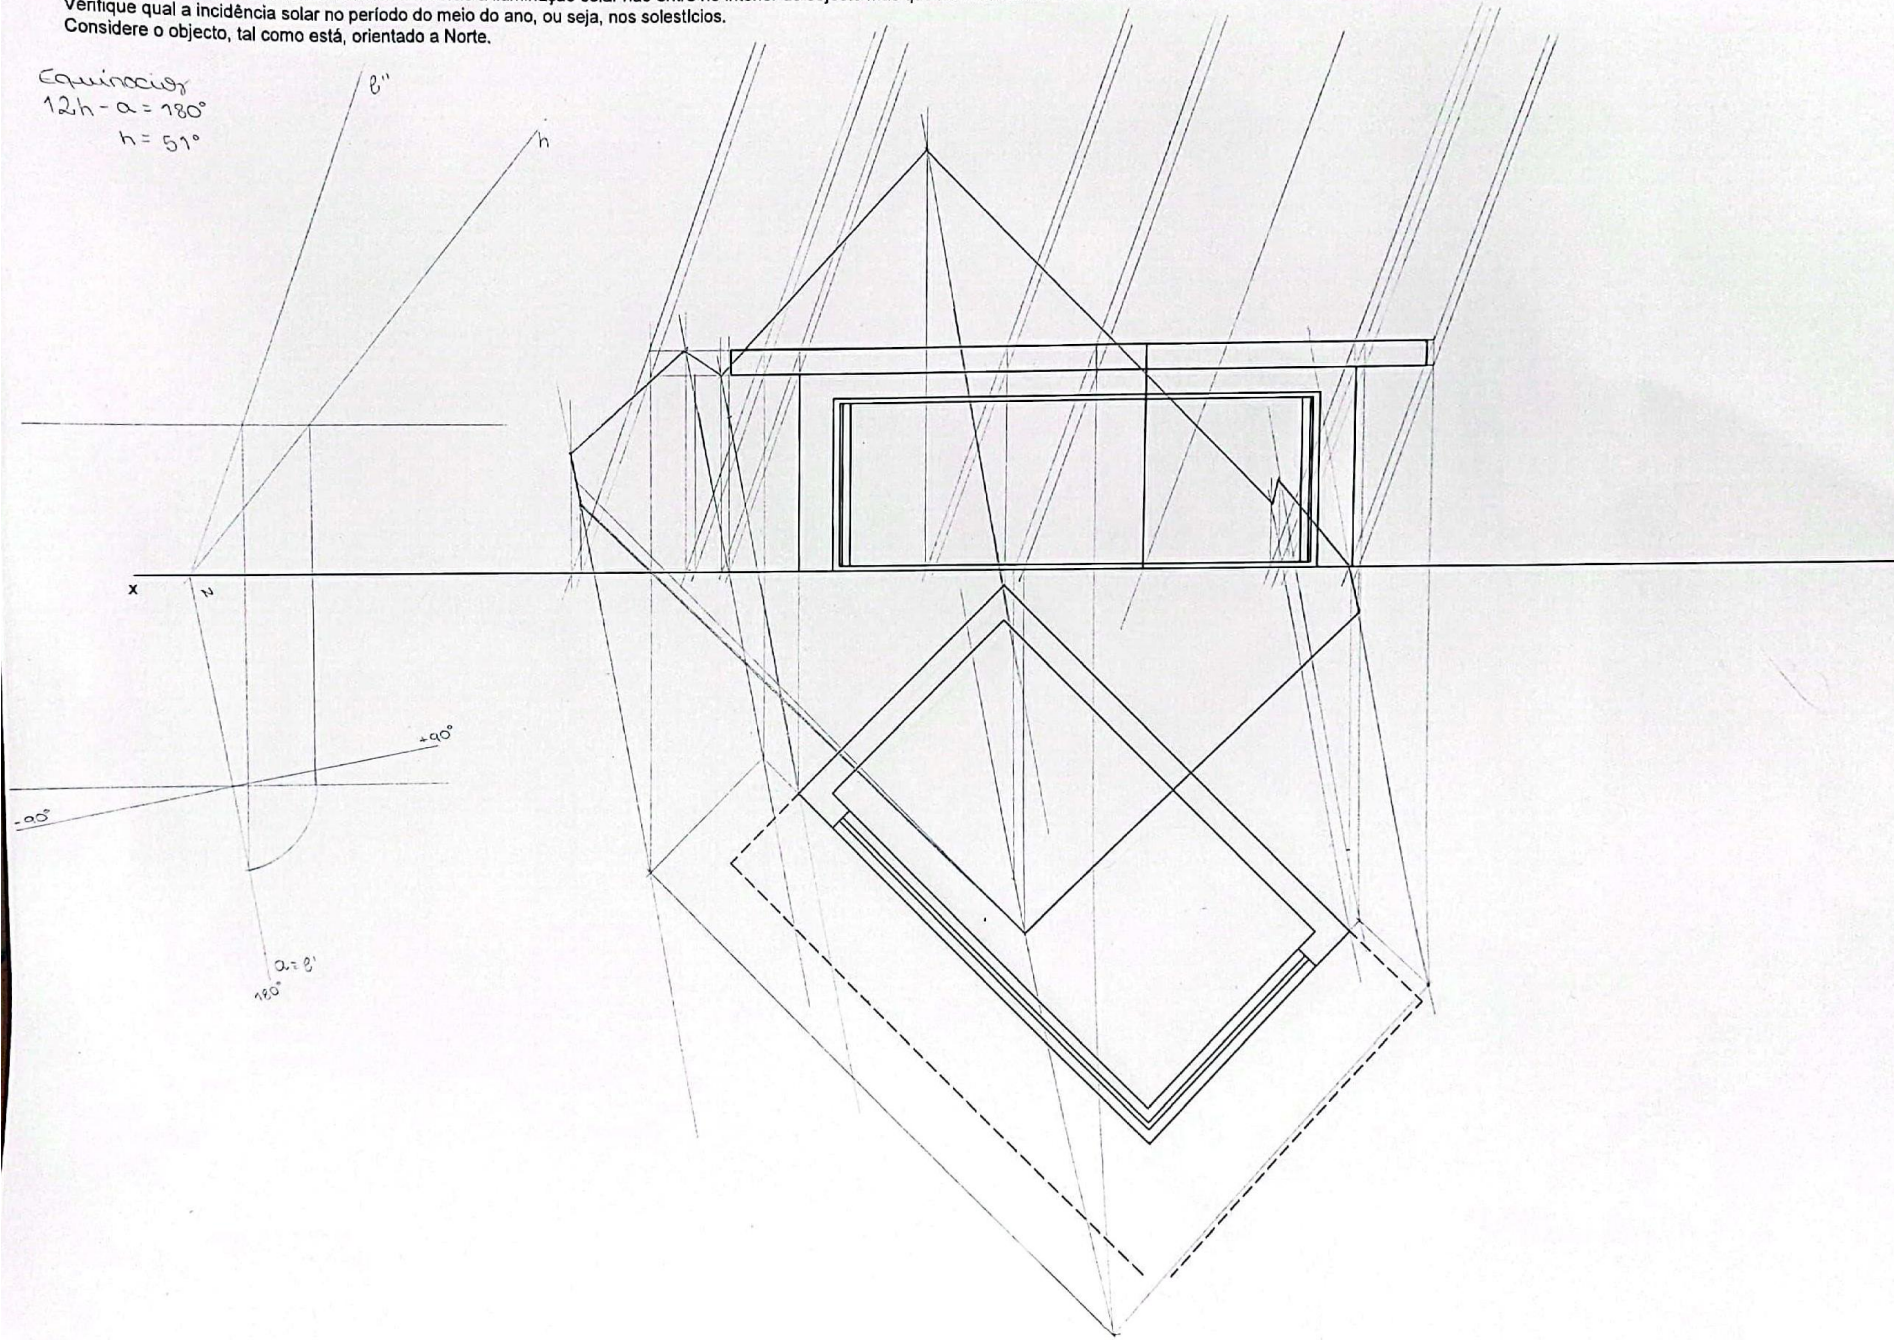 Verifique qual a incidência solar no período do meio do ano, ou seja, nos solestícios.
Considere o objecto, tal como está, orientado a Norte.
Equinocios
12h - a = 180°
h = 51°
l''
h
x
N
+90°
-90°
a = l'
180°